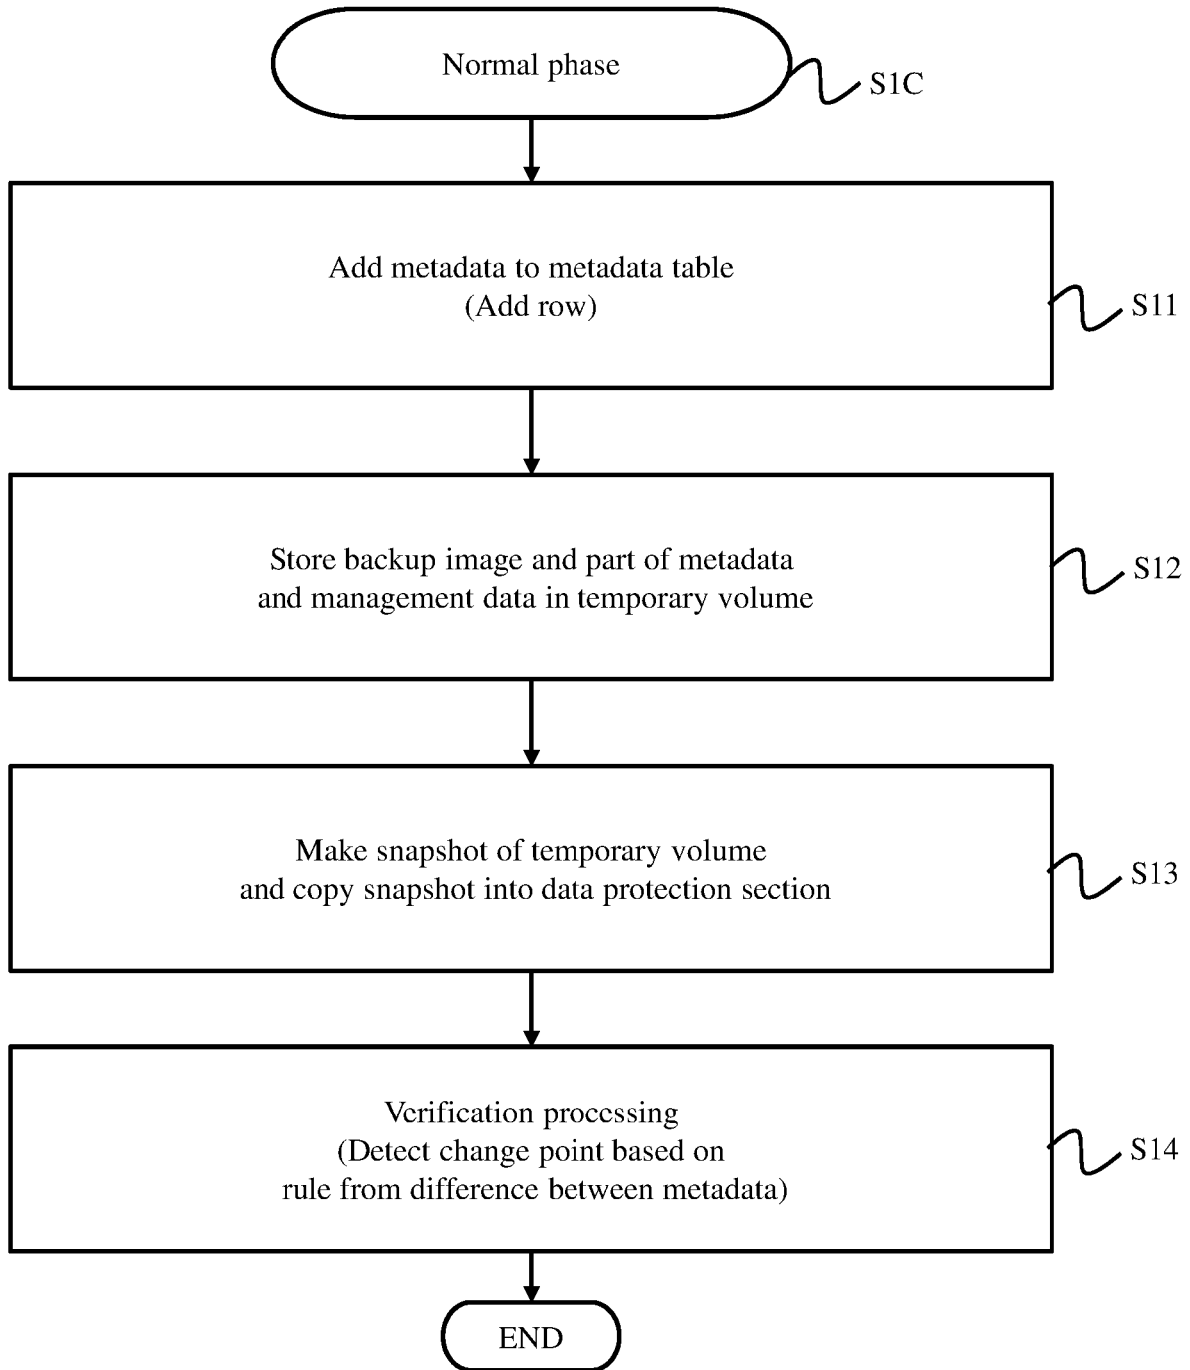 Normal phase
S1C
Add metadata to metadata table
(Add row)
S11
Store backup image and part of metadata
and management data in temporary volume
S12
Make snapshot of temporary volume
and copy snapshot into data protection section
S13
Verification processing
(Detect change point based on
rule from difference between metadata)
S14
END